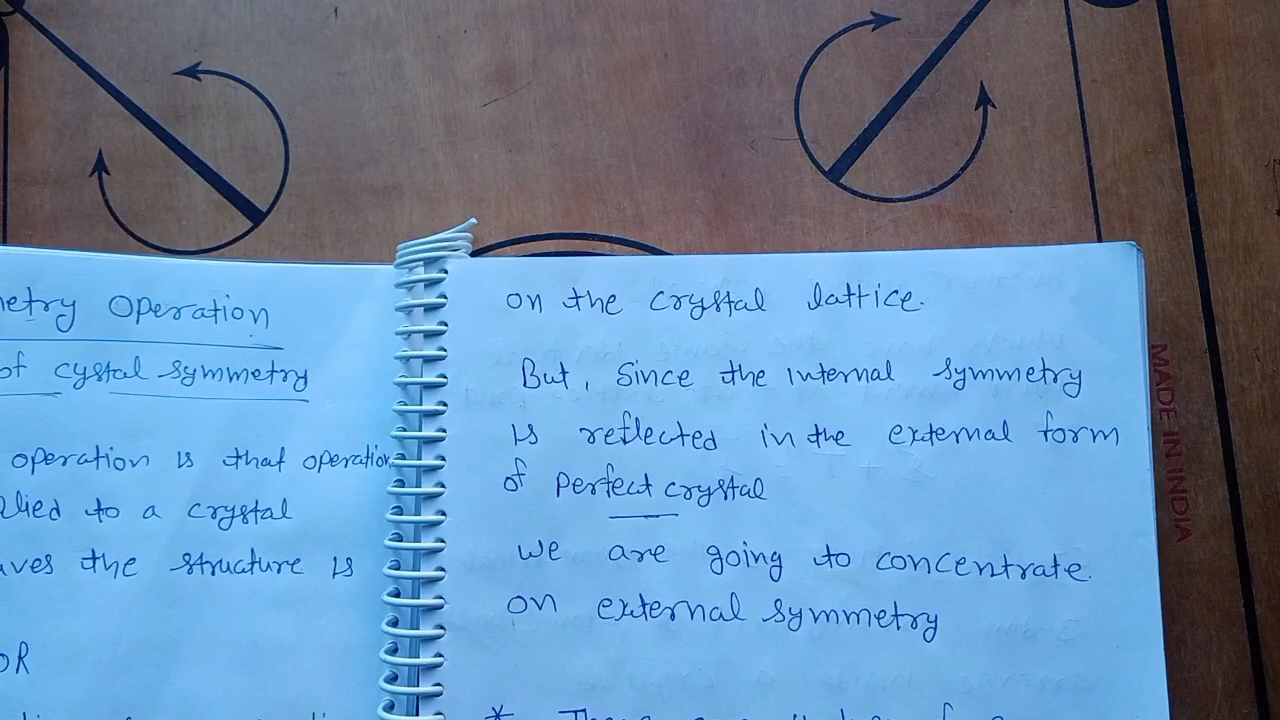 etry Operation
of cystal Symmetry
operation is that operation
lied to a crystal
ves the structure is
OR
on the crystal lattice.
But, Since the internal Symmetry
is reflected in the external form
of perfect crystal
we are going to concentrate.
on external symmetry
*
MADE IN INDIA